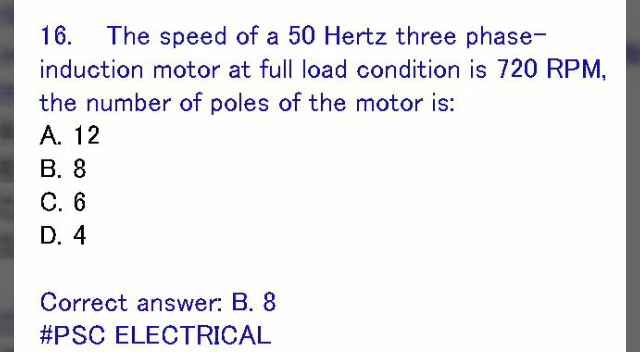 16. The speed of a 50 Hertz three phase-
induction motor at full load condition is 720 RPM,
the number of poles of the motor is:
A. 12
B. 8
C. 6
D. 4
Correct answer: B. 8
#PSC ELECTRICAL